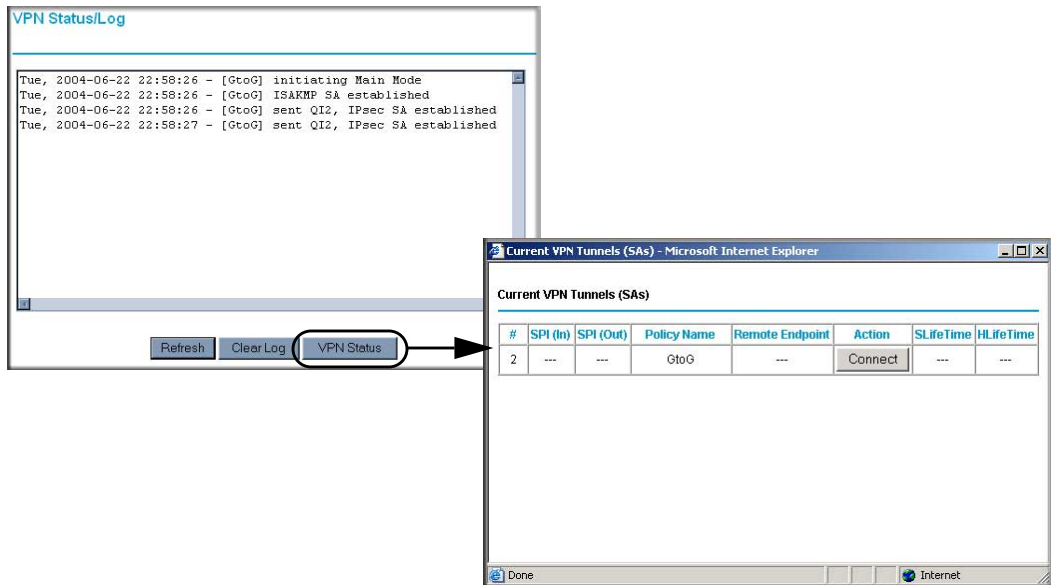 VPN Status/Log
Tue, 2004-06-22 22:58:26 - [GtoG] initiating Main Mode
Tue, 2004-06-22 22:58:26 - [GtoG] ISAKMP SA established
Tue, 2004-06-22 22:58:26 - [GtoG] sent QI2, IPsec SA established
Tue, 2004-06-22 22:58:27 - [GtoG] sent QI2, IPsec SA established
Refresh Clear Log VPN Status
Current VPN Tunnels (SAs) - Microsoft Internet Explorer
Current VPN Tunnels (SAs)
# SPI (In) SPI (Out) Policy Name Remote Endpoint Action SLifeTime HLifeTime
2 --- --- GtoG --- Connect --- ---
Done Internet